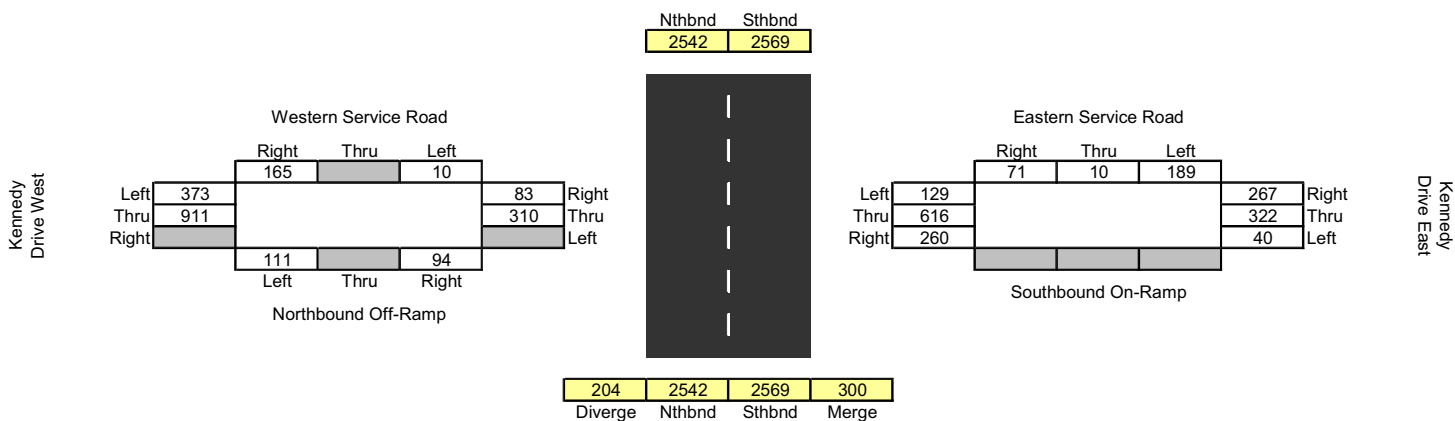 Nthbnd Sthbnd
2542 2569
Western Service Road
Right Thru Left
165 10
Kennedy
Drive West
Left 373 83 Right
Thru 911 310 Thru
Right Left
111 94
Left Thru Right
Northbound Off-Ramp
Eastern Service Road
Right Thru Left
71 10 189
Left 129 267 Right
Thru 616 322 Thru
Right 260 40 Left
Southbound On-Ramp
Kennedy
Drive East
204 2542 2569 300
Diverge Nthbnd Sthbnd Merge